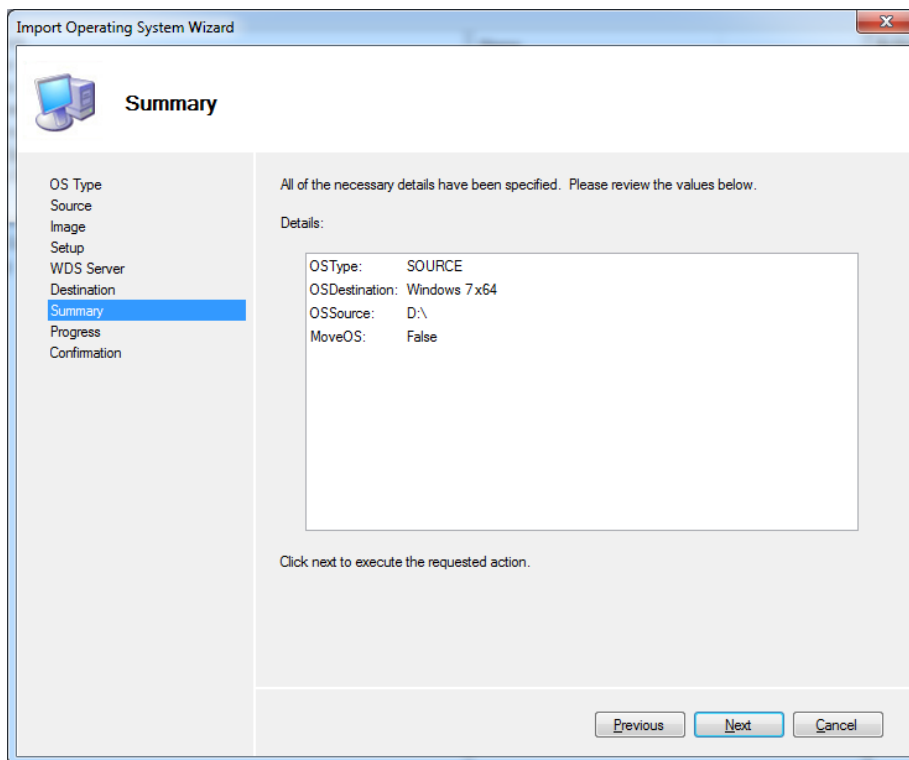 Import Operating System Wizard
Summary
OS Type
Source
Image
Setup
WDS Server
Destination
Summary
Progress
Confirmation
All of the necessary details have been specified. Please review the values below.
Details:
OSType: SOURCE
OSDestination: Windows 7 x64
OSSource: D:\
MoveOS: False
Click next to execute the requested action.
Previous Next Cancel